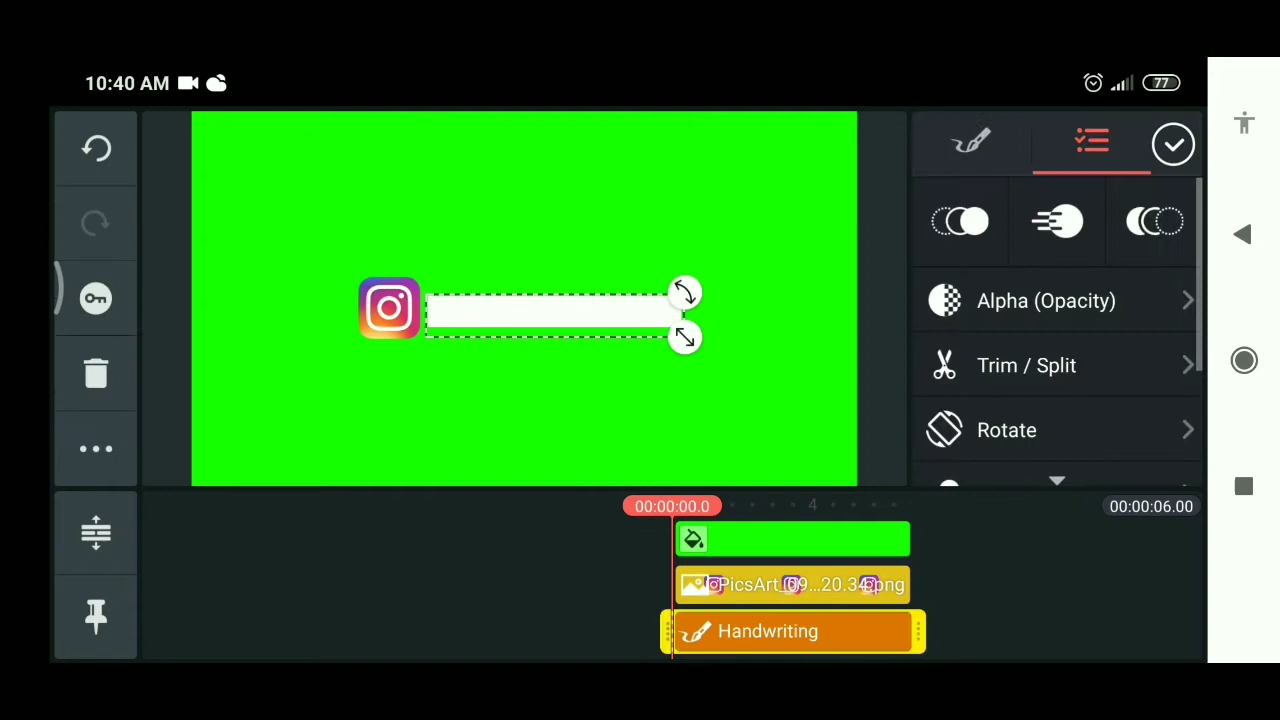 10:40 AM
77
Alpha (Opacity)
Trim / Split
Rotate
00:00:00.0
4
00:00:06.00
PicsArt_09...20.34.png
Handwriting